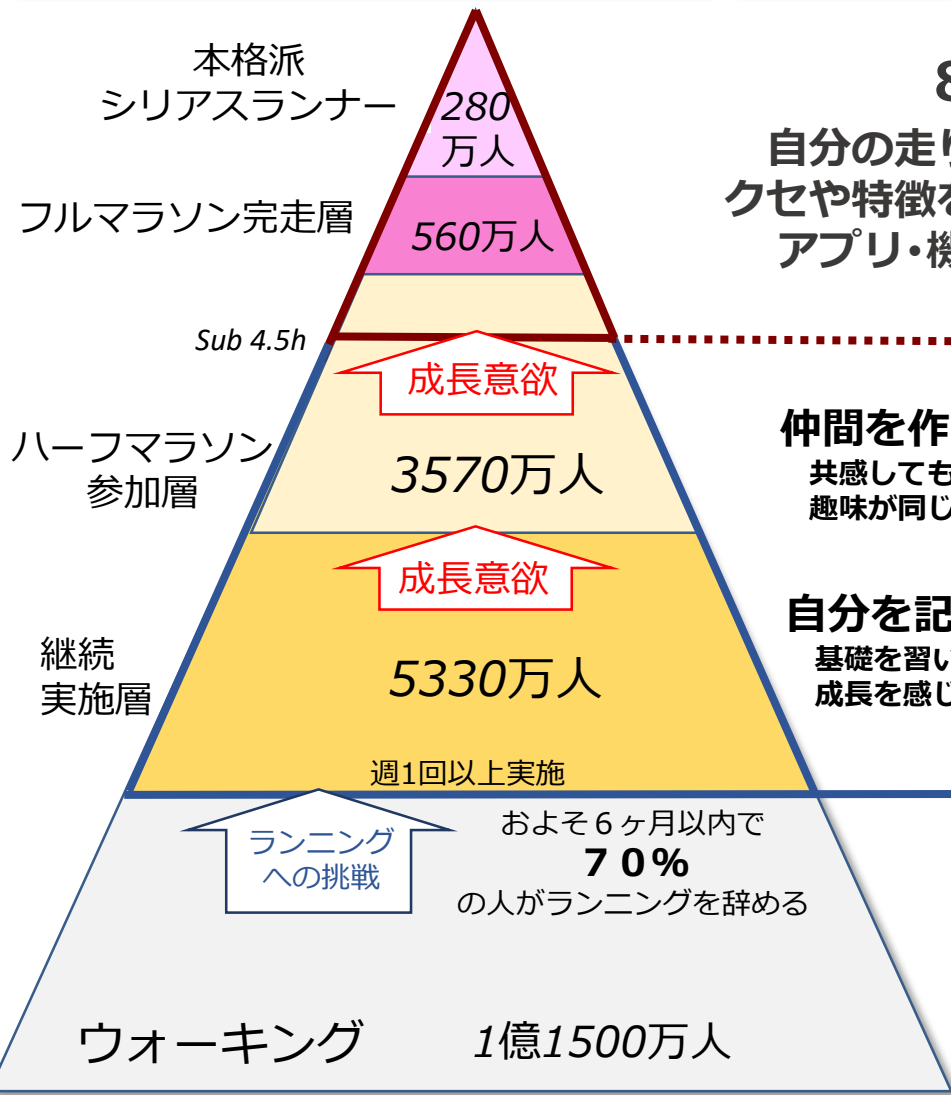 本格派
シリアスランナー
280
万人
フルマラソン完走層
560万人
Sub 4.5h
成長意欲
ハーフマラソン
参加層
3570万人
成長意欲
継続
実施層
5330万人
週1回以上実施
ランニング
への挑戦
およそ６ヶ月以内で
７０%
の人がランニングを辞める
ウォーキング
1億1500万人
自分の走り
クセや特徴を
アプリ・機
仲間を作
共感しても
趣味が同じ
自分を記
基礎を習い
成長を感じ